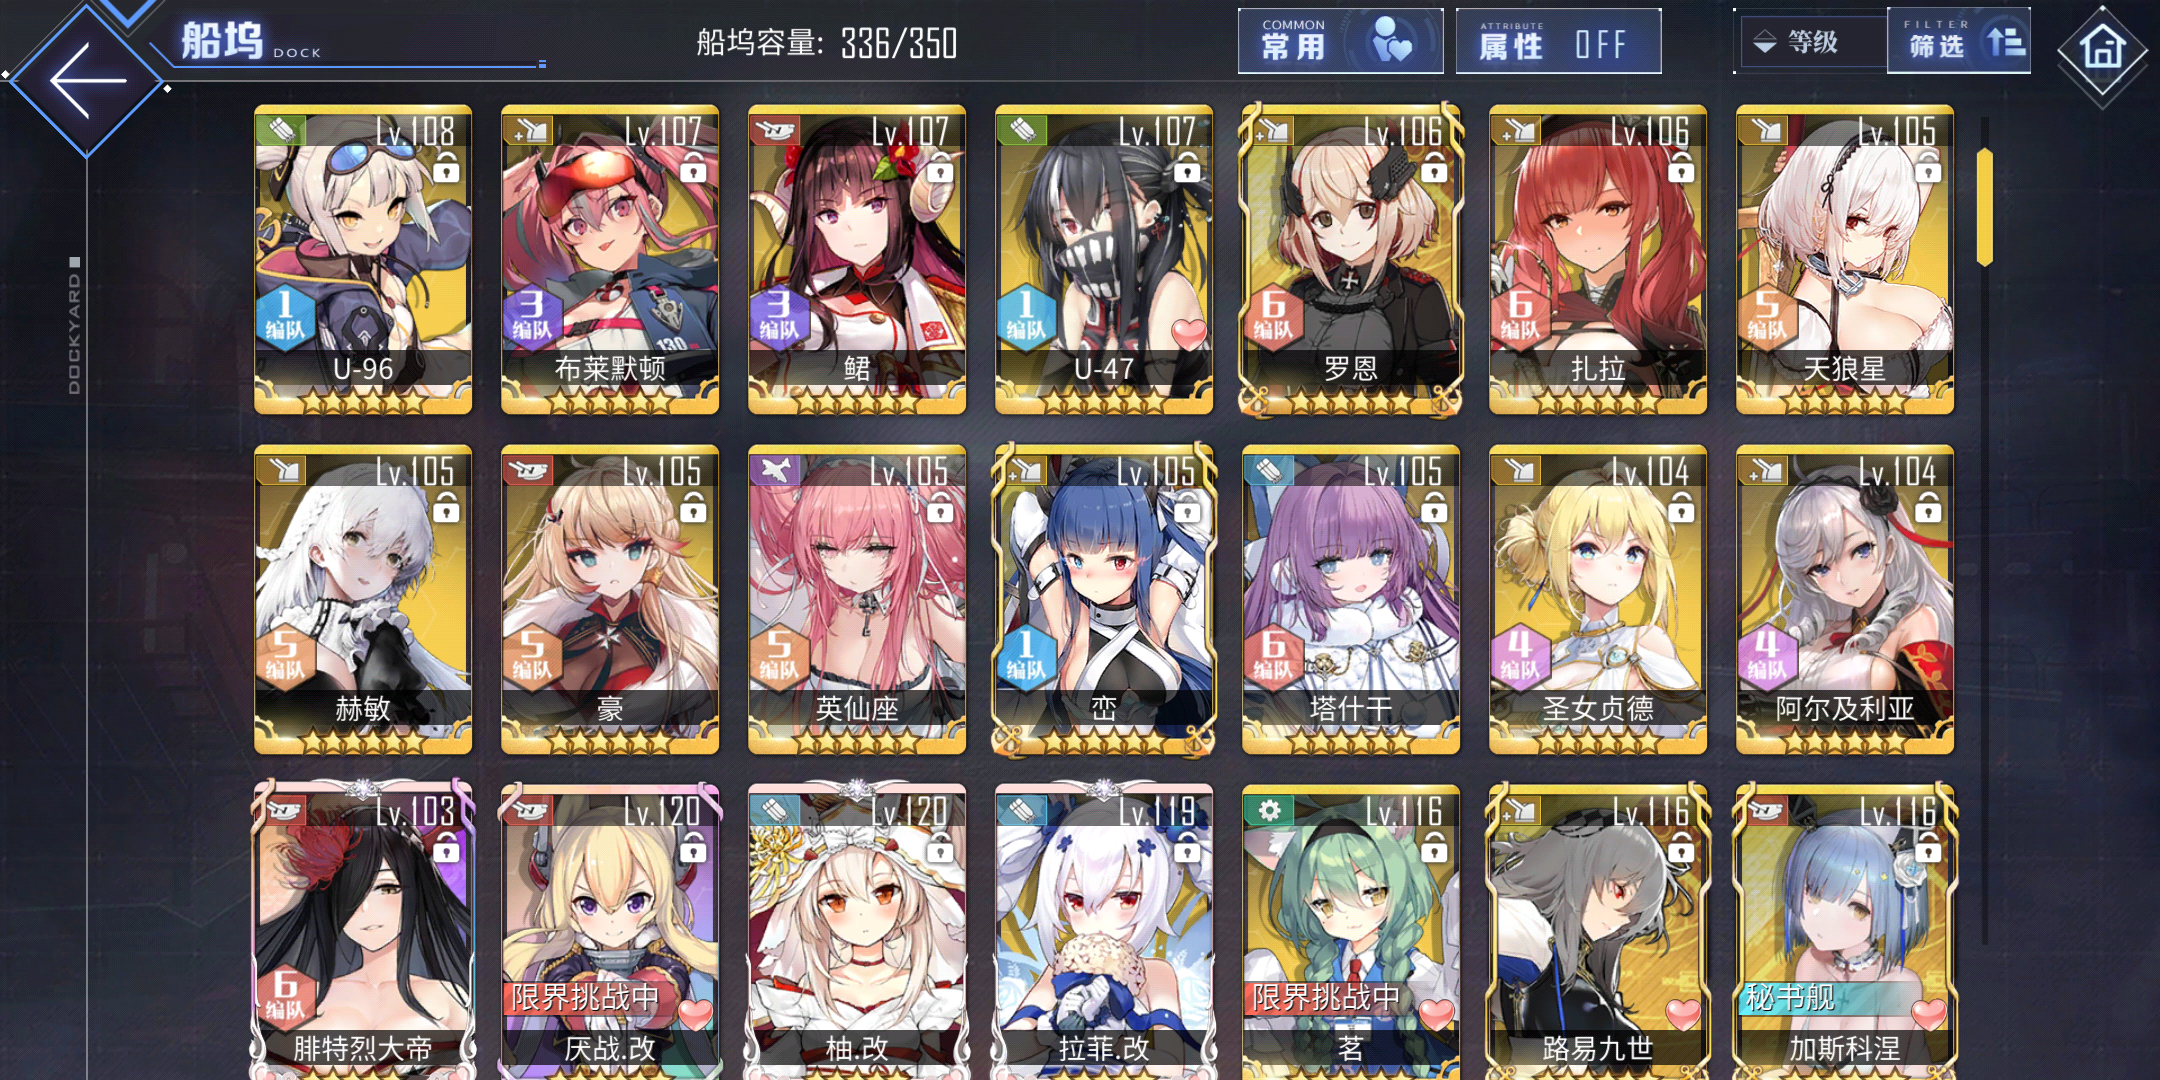 船坞 DOCK
船坞容量: 336/350
COMMON
常用
ATTRIBUTE
属性 OFF
等级
FILTER
筛选
DOCKYARD
Lv.108
1
编队
U-96
Lv.107
3
编队
130
布莱默顿
Lv.107
3
编队
鲪
Lv.107
1
编队
U-47
Lv.106
6
编队
罗恩
Lv.106
6
编队
扎拉
Lv.105
5
编队
天狼星
Lv.105
5
编队
赫敏
Lv.105
5
编队
豪
Lv.105
5
编队
英仙座
Lv.105
1
编队
峦
Lv.105
6
编队
塔什干
Lv.104
4
编队
圣女贞德
Lv.104
4
编队
阿尔及利亚
Lv.103
6
编队
腓特烈大帝
Lv.120
限界挑战中
厌战.改
Lv.120
柚.改
Lv.119
拉菲.改
Lv.116
限界挑战中
茗
Lv.116
路易九世
Lv.116
秘书舰
加斯科涅